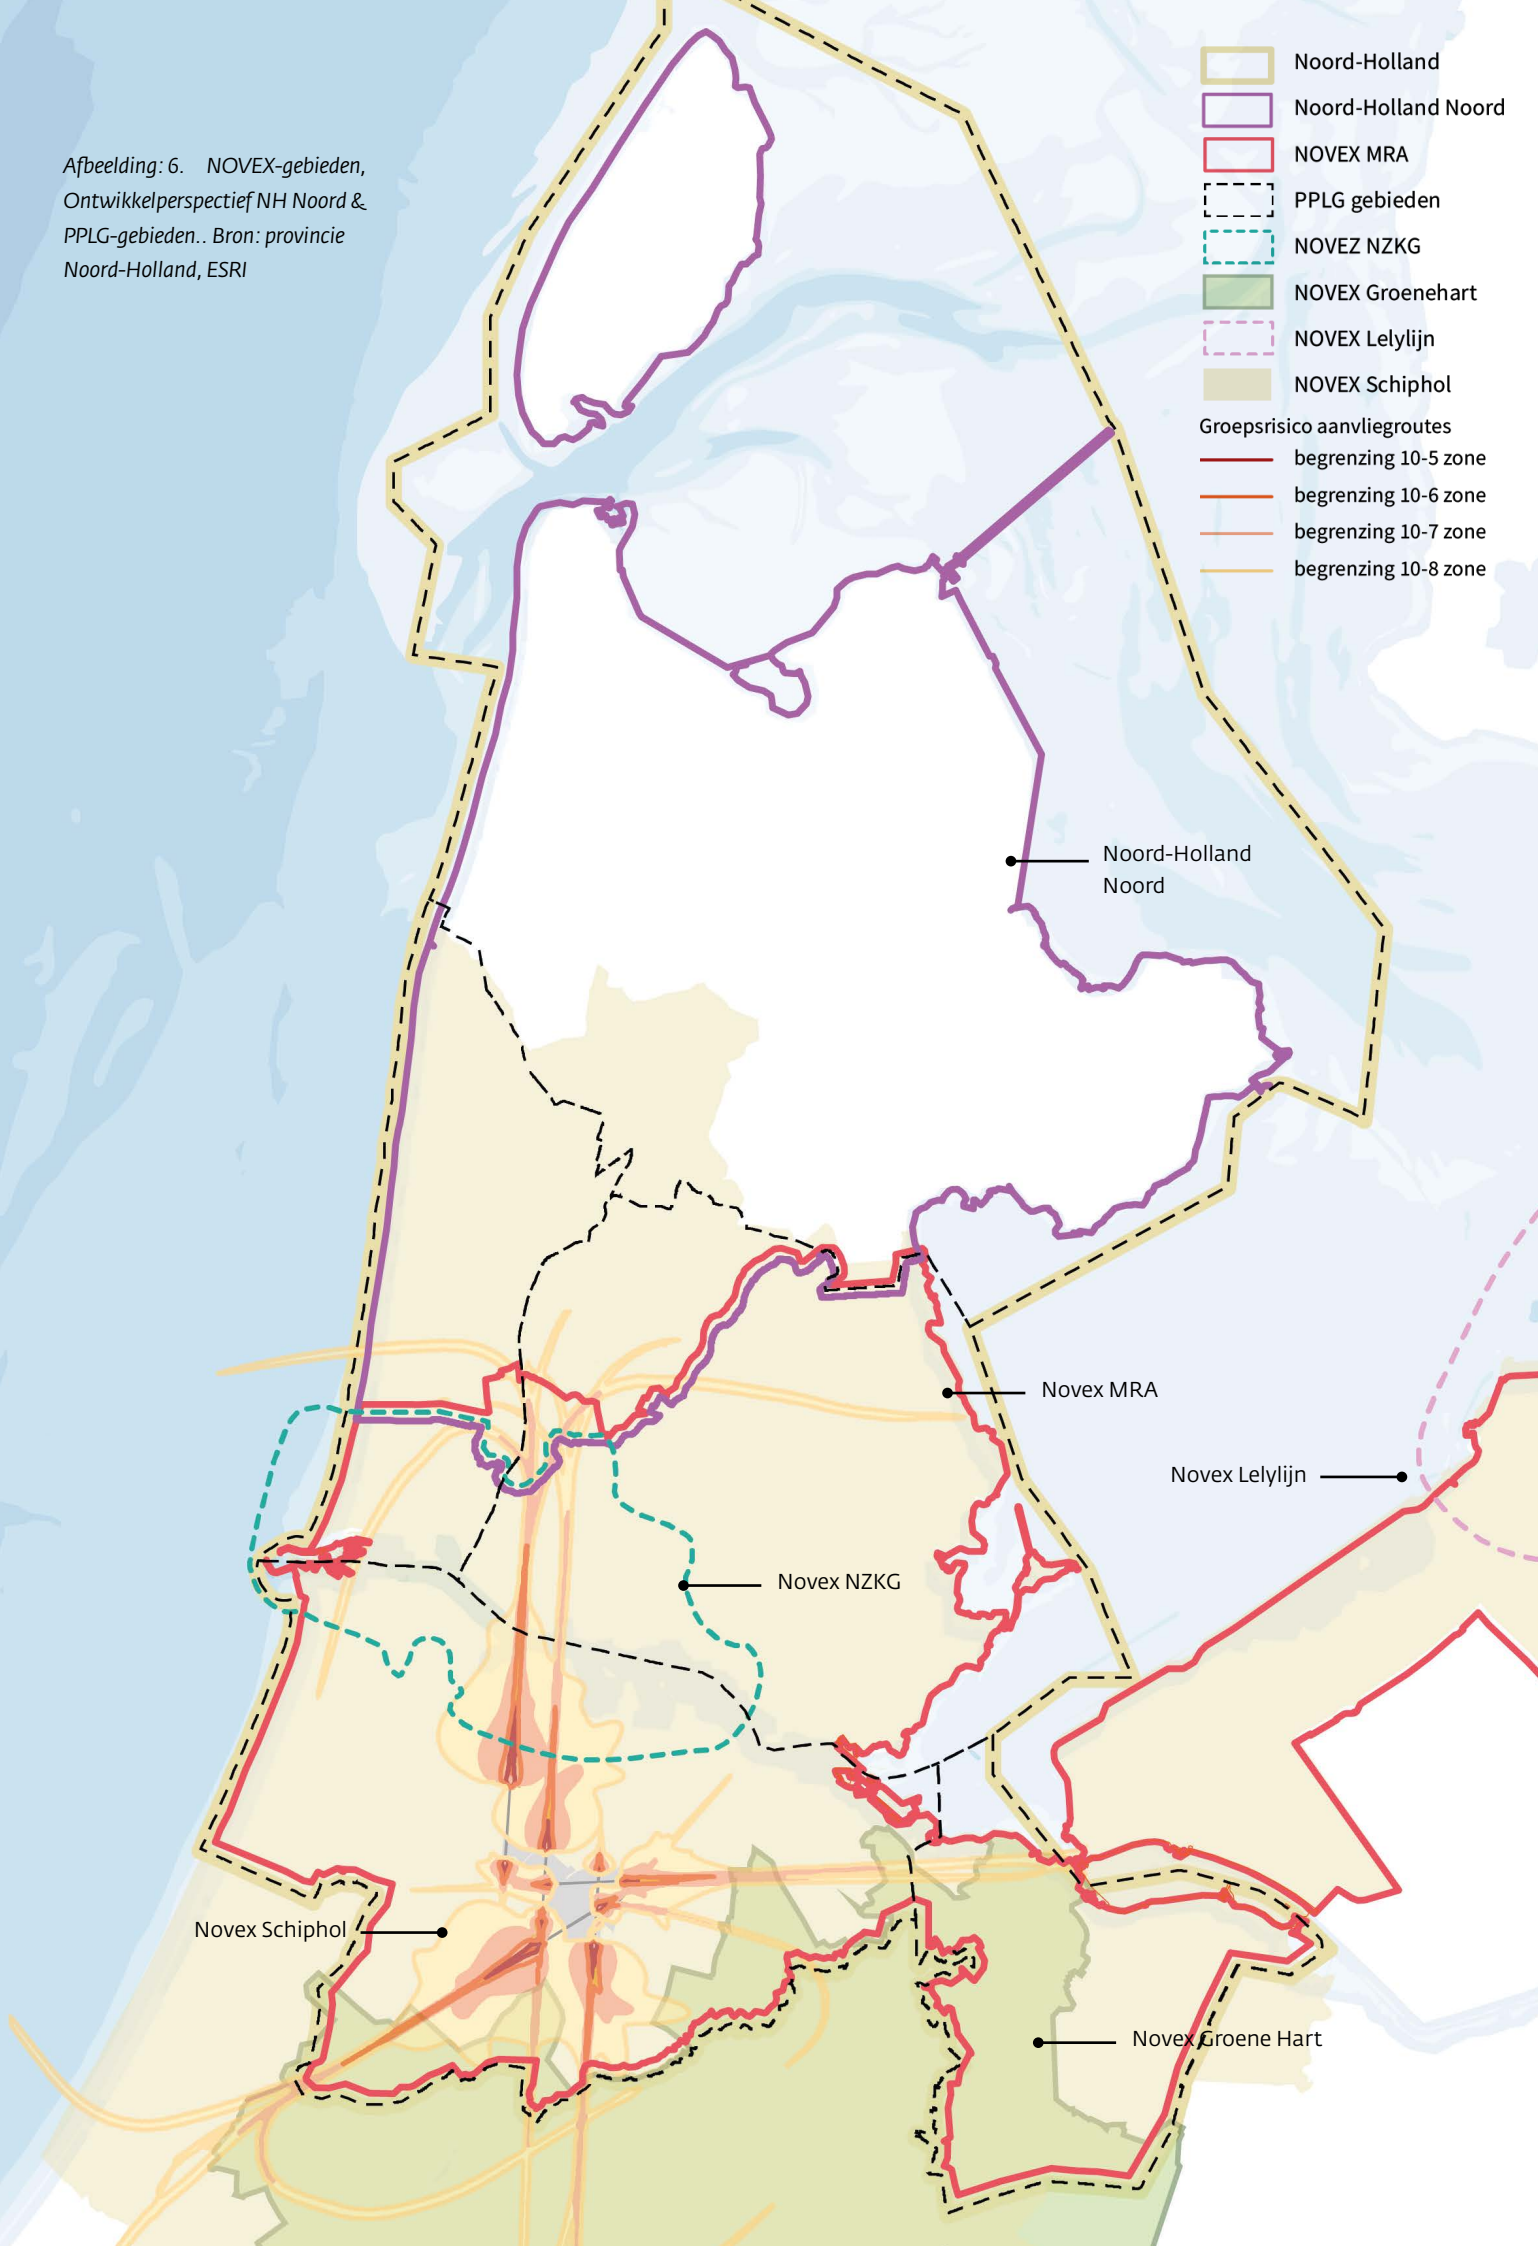 Afbeelding: 6. NOVEX-gebieden,
Ontwikkelperspectief NH Noord &
PPLG-gebieden.. Bron: provincie
Noord-Holland, ESRI
Noord-Holland
Noord-Holland Noord
NOVEX MRA
PPLG gebieden
NOVEZ NZKG
NOVEX Groenehart
NOVEX Lelylijn
NOVEX Schiphol
Groepsrisico aanvliegroutes
begrenzing 10-5 zone
begrenzing 10-6 zone
begrenzing 10-7 zone
begrenzing 10-8 zone
Noord-Holland
Noord
Novex MRA
Novex Lelylijn
Novex NZKG
Novex Schiphol
Novex Groene Hart